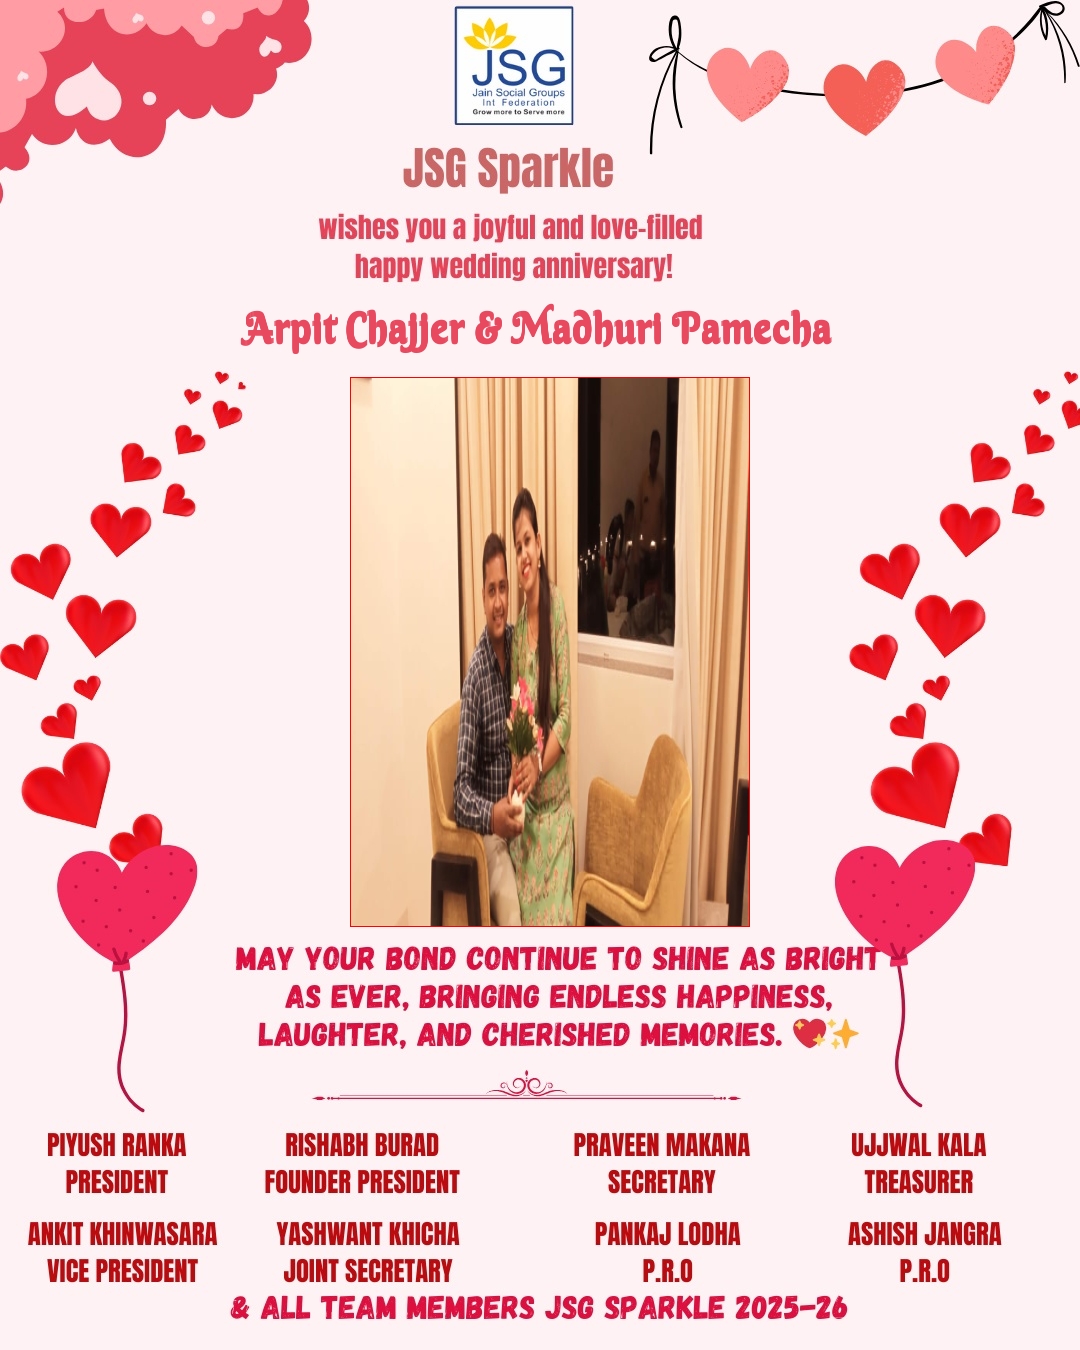 JSG
Jain Social Groups
Int Federation
Grow more to Serve more
JSG Sparkle
wishes you a joyful and love-filled
happy wedding anniversary!
Arpit Chajjer & Madhuri Pamecha
MAY YOUR BOND CONTINUE TO SHINE AS BRIGHT
AS EVER, BRINGING ENDLESS HAPPINESS,
LAUGHTER, AND CHERISHED MEMORIES. 💖✨
PIYUSH RANKA
PRESIDENT
RISHABH BURAD
FOUNDER PRESIDENT
PRAVEEN MAKANA
SECRETARY
UJJWAL KALA
TREASURER
ANKIT KHINWASARA
VICE PRESIDENT
YASHWANT KHICHA
JOINT SECRETARY
PANKAJ LODHA
P.R.O
ASHISH JANGRA
P.R.O
& ALL TEAM MEMBERS JSG SPARKLE 2025-26